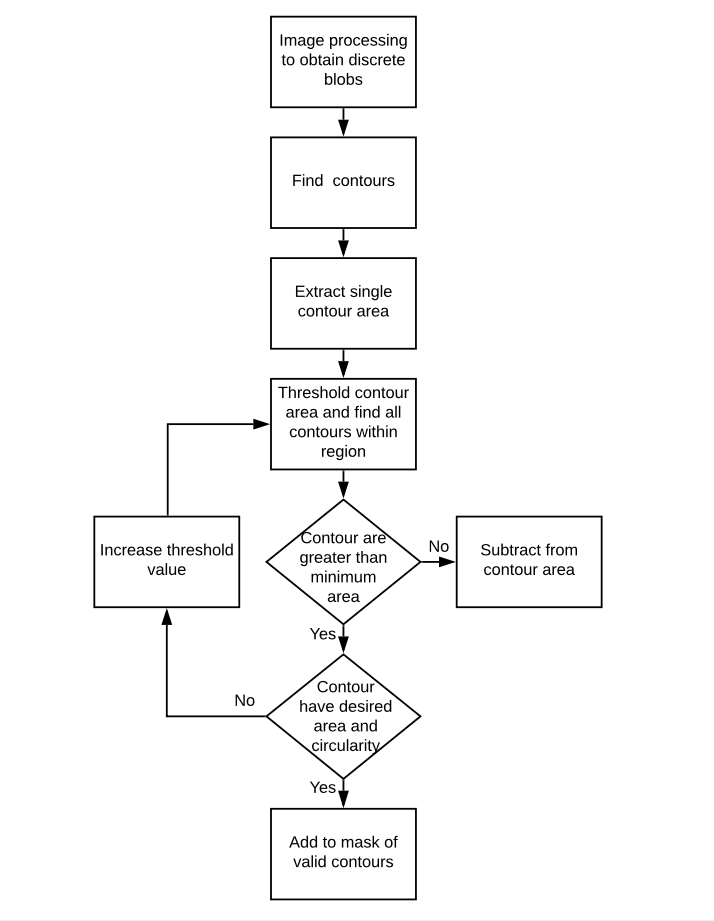 Image processing
to obtain discrete
blobs
Find contours
Extract single
contour area
Threshold contour
area and find all
contours within
region
Increase threshold
value
Contour are
greater than
minimum
area
No
Subtract from
contour area
Yes
No
Contour
have desired
area and
circularity
Yes
Add to mask of
valid contours